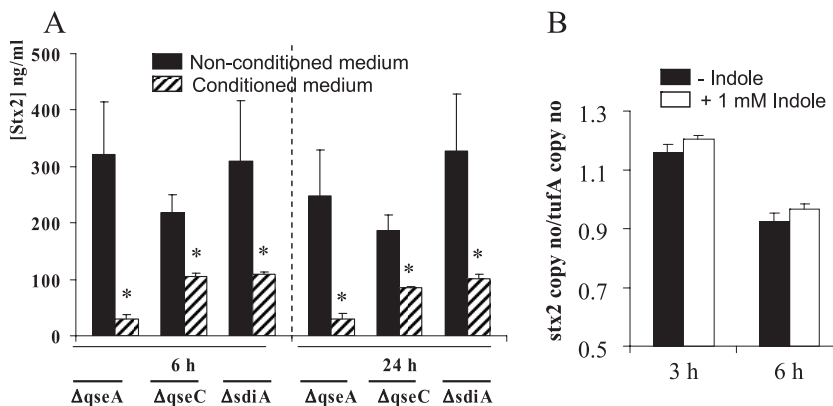 A
[Stx2] ng/ml
500
400
300
200
100
0
Non-conditioned medium
Conditioned medium
* * * * * *
6 h 24 h
ΔqseA ΔqseC ΔsdiA ΔqseA ΔqseC ΔsdiA
B
- Indole
+ 1 mM Indole
stx2 copy no/tufA copy no
1.3
1.1
0.9
0.7
0.5
3 h 6 h